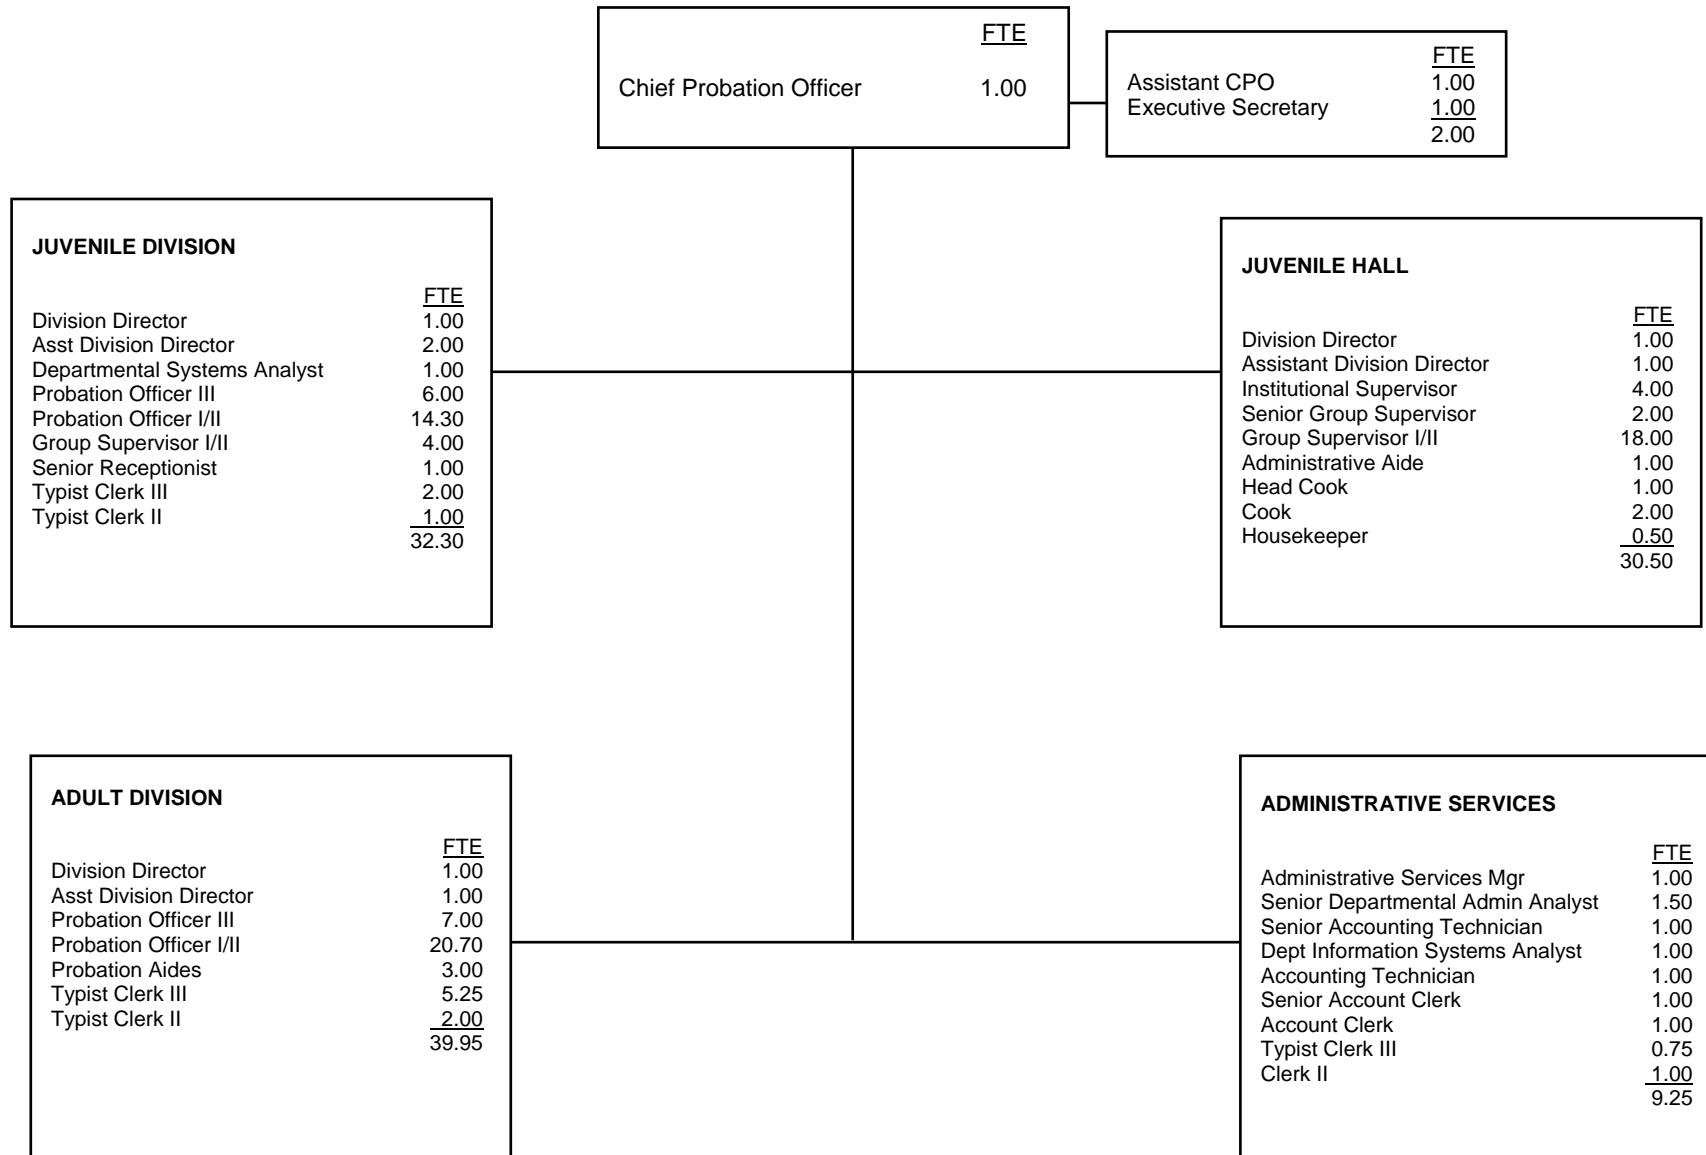 FTE
Chief Probation Officer 1.00
FTE
Assistant CPO 1.00
Executive Secretary 1.00
2.00
JUVENILE DIVISION
FTE
Division Director 1.00
Asst Division Director 2.00
Departmental Systems Analyst 1.00
Probation Officer III 6.00
Probation Officer I/II 14.30
Group Supervisor I/II 4.00
Senior Receptionist 1.00
Typist Clerk III 2.00
Typist Clerk II 1.00
32.30
JUVENILE HALL
FTE
Division Director 1.00
Assistant Division Director 1.00
Institutional Supervisor 4.00
Senior Group Supervisor 2.00
Group Supervisor I/II 18.00
Administrative Aide 1.00
Head Cook 1.00
Cook 2.00
Housekeeper 0.50
30.50
ADULT DIVISION
FTE
Division Director 1.00
Asst Division Director 1.00
Probation Officer III 7.00
Probation Officer I/II 20.70
Probation Aides 3.00
Typist Clerk III 5.25
Typist Clerk II 2.00
39.95
ADMINISTRATIVE SERVICES
FTE
Administrative Services Mgr 1.00
Senior Departmental Admin Analyst 1.50
Senior Accounting Technician 1.00
Dept Information Systems Analyst 1.00
Accounting Technician 1.00
Senior Account Clerk 1.00
Account Clerk 1.00
Typist Clerk III 0.75
Clerk II 1.00
9.25